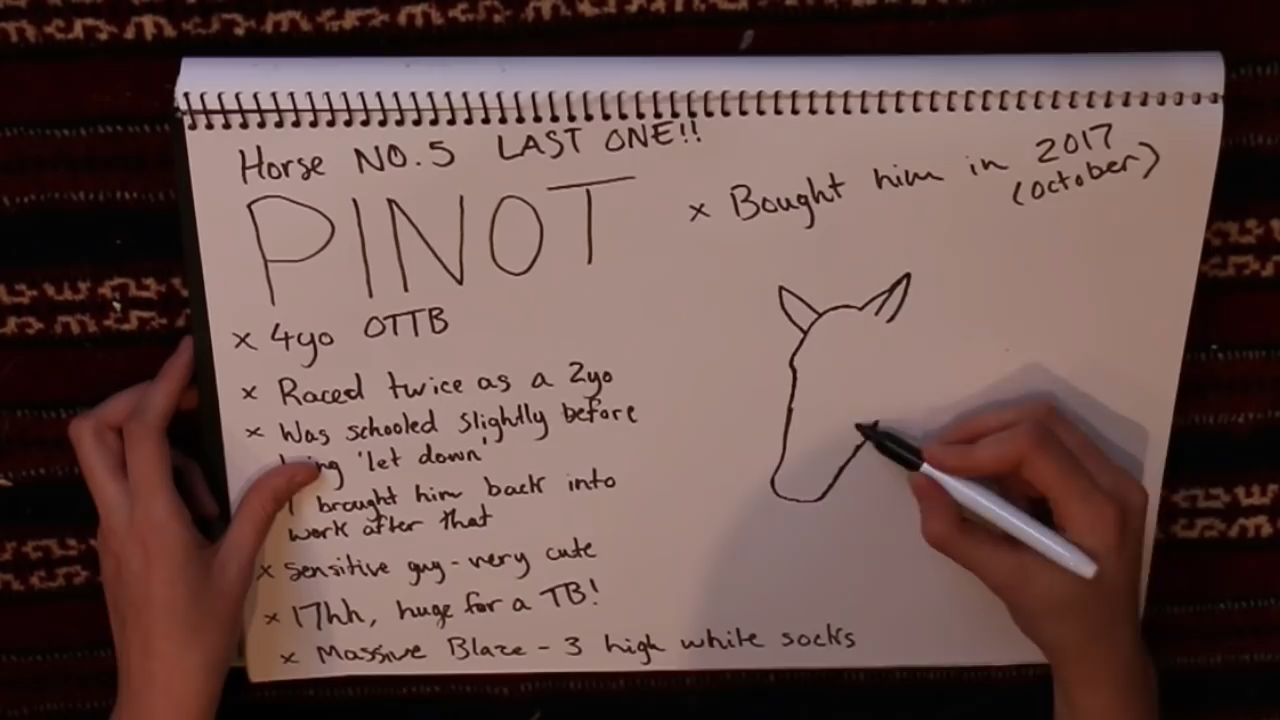 Horse NO.5 LAST ONE!!
PINOT
x Bought him in 2017
(October)
x 4yo OTTB
x Raced twice as a 2yo
x Was schooled slightly before
'let down'
I brought him back into
work after that
x Sensitive guy - very cute
x 17hh, huge for a TB!
x Massive Blaze - 3 high white socks